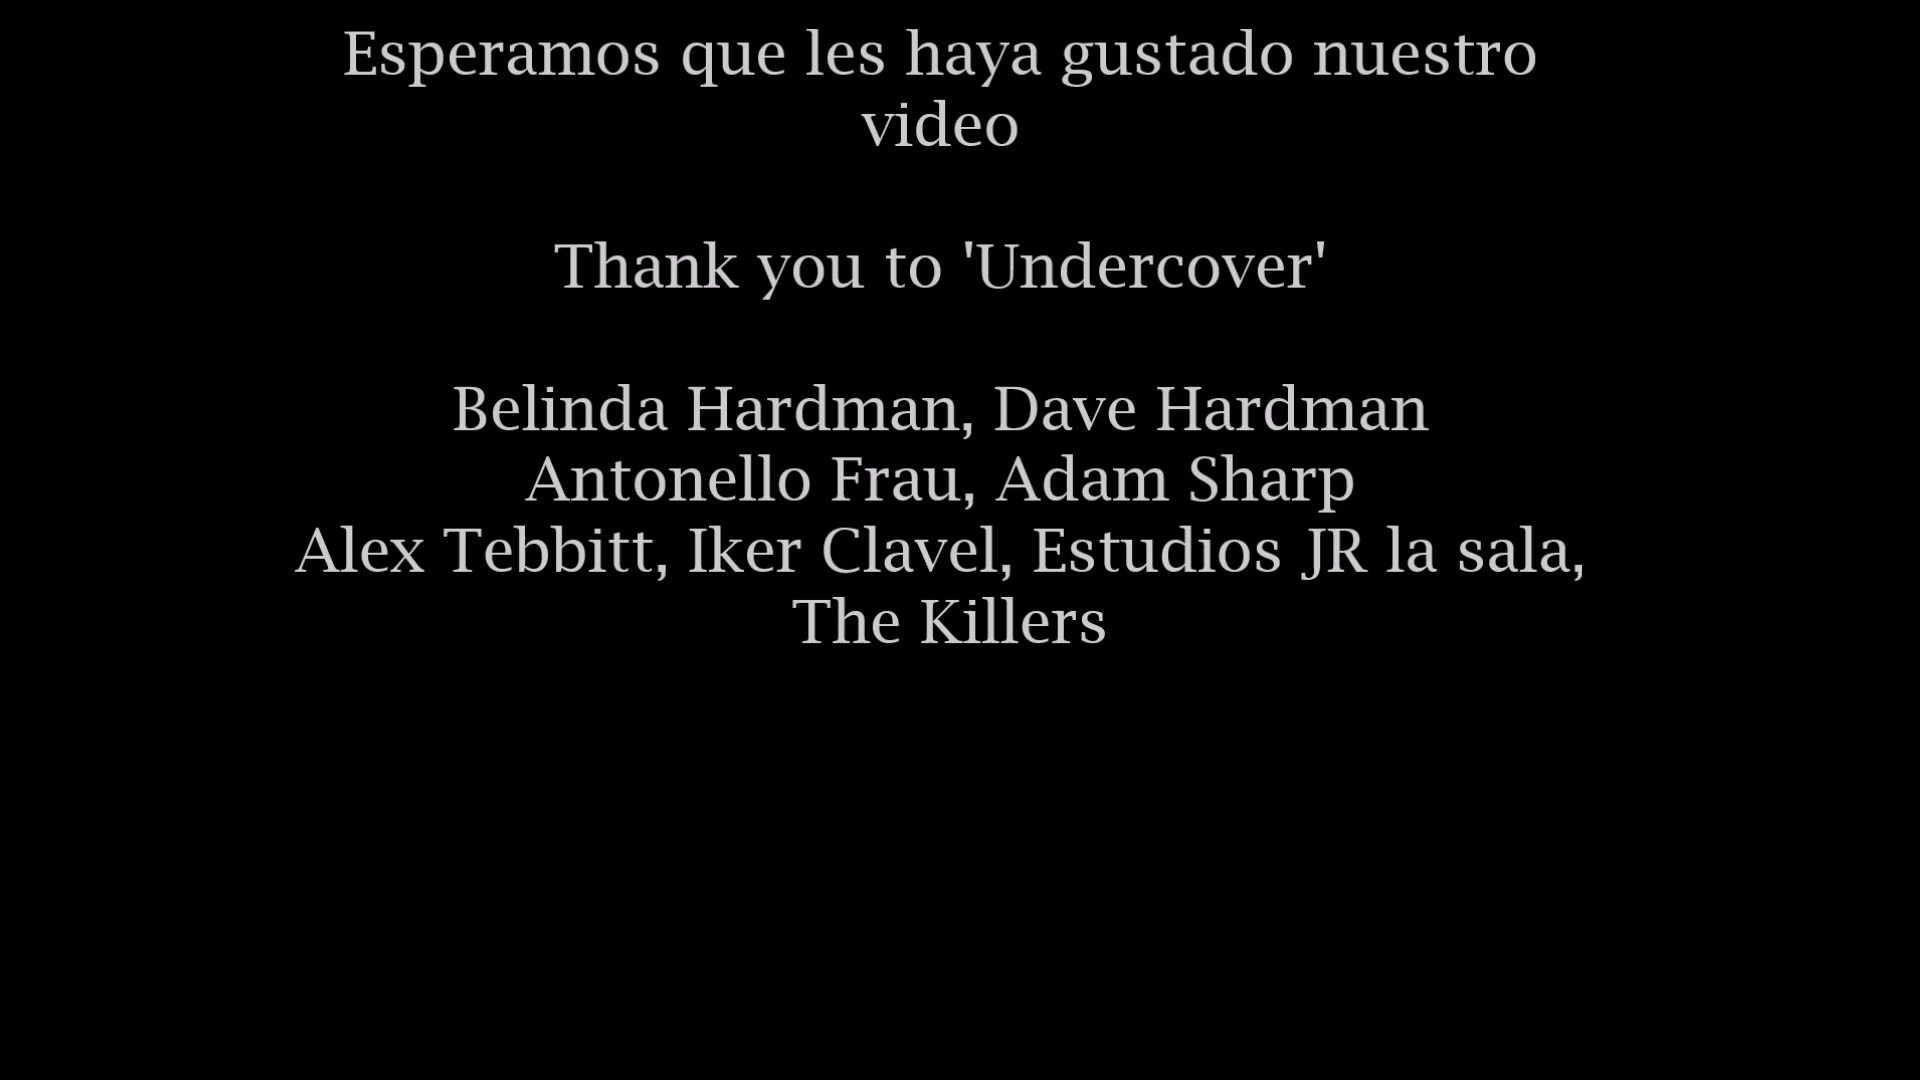 Esperamos que les haya gustado nuestro
video
Thank you to 'Undercover'
Belinda Hardman, Dave Hardman
Antonello Frau, Adam Sharp
Alex Tebbitt, Iker Clavel, Estudios JR la sala,
The Killers